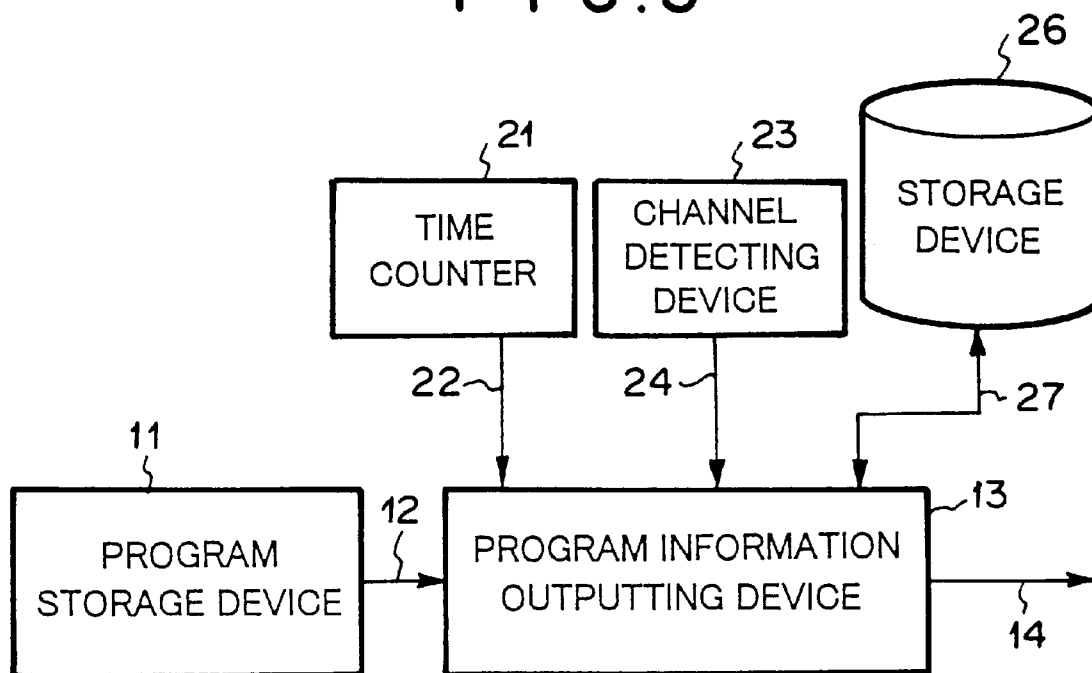 26
21
23
TIME
COUNTER
CHANNEL
DETECTING
DEVICE
STORAGE
DEVICE
22
24
27
11
12
13
PROGRAM
STORAGE DEVICE
PROGRAM INFORMATION
OUTPUTTING DEVICE
14